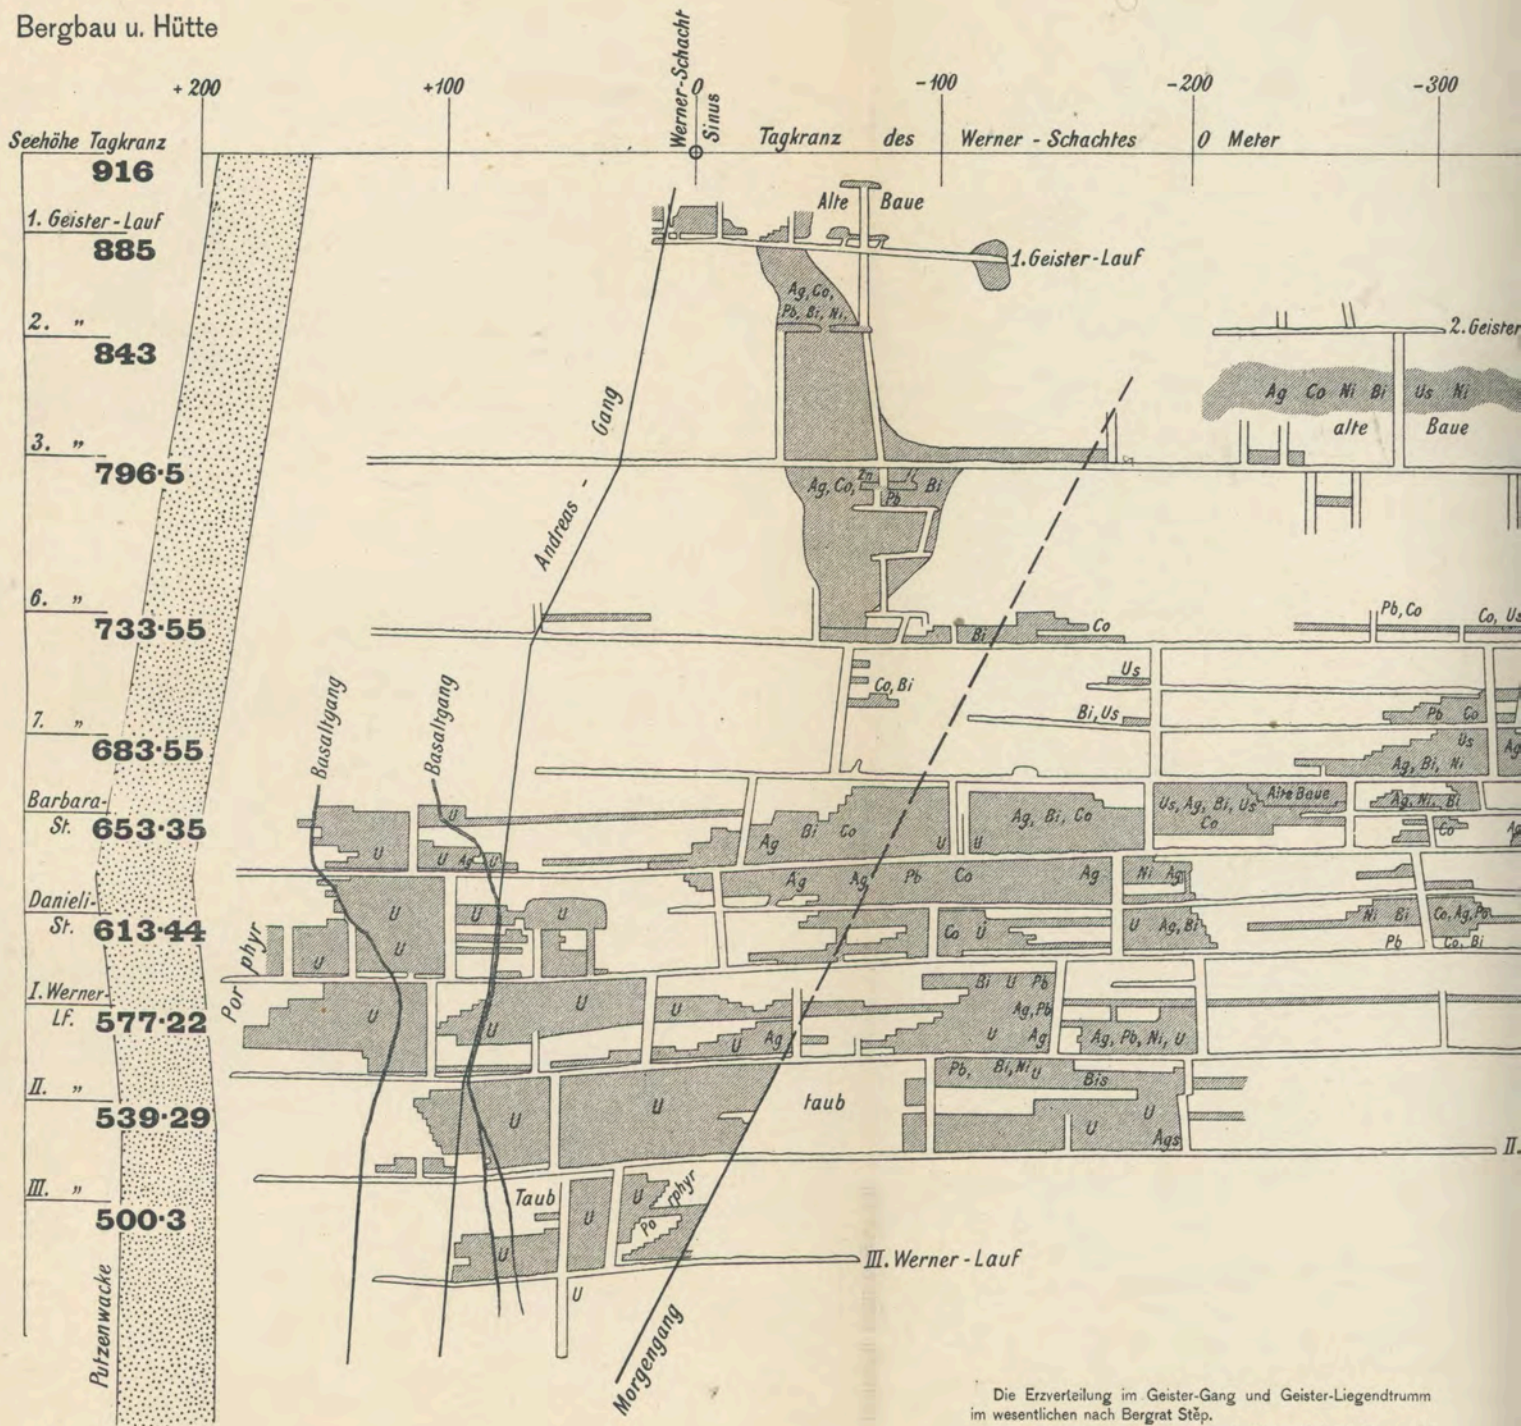 Bergbau u. Hütte
+200
+100
0
-100
-200
-300
Werner-Schacht
Sinus
Seehöhe Tagkranz
916
Tagkranz des Werner-Schachtes 0 Meter
1. Geister-Lauf
885
2. "
843
3. "
796·5
6. "
733·55
7. "
683·55
Barbara-
St. 653·35
Danieli-
St. 613·44
I. Werner-
Lf. 577·22
II. "
539·29
III. "
500·3
Putzenwacke
Porphyr
Basaltgang
Basaltgang
Andreas - Gang
Morgengang
Alte Baue
1. Geister-Lauf
Ag, Co,
Pb, Bi, Ni,
2. Geister
Ag Co Ni Bi Us Ni
alte Baue
Ag, Co, Zn
Pb
Bi
Bi
Co
Pb, Co
Co, Us
Co, Bi
Us
Bi, Us
Pb Co
Us
Ag, Bi, Ni
Ag
U
U
U Ag U
Ag Bi Co
U U
Ag, Bi, Co
Us, Ag, Bi, Us
Co
Alte Baue
Ag, Ni, Bi
Co
Ag
Ag Ag Pb Co Ag
Ni Ag
U
U
U
U
U
Co U
U Ag, Bi
Ni Bi
Co, Ag, Pb
Pb
Co, Bi
U
U
U
U
U Ag
Bi U Pb
Ag, Pb
U Ag
Ag, Pb, Ni, U
U
U
taub
Pb, Bi, Ni U
Bis
U
U
Ags
II.
Taub
U
U
U
Porphyr
III. Werner-Lauf
U
Die Erzverteilung im Geister-Gang und Geister-Liegendtrumm
im wesentlichen nach Bergrat Stěp.